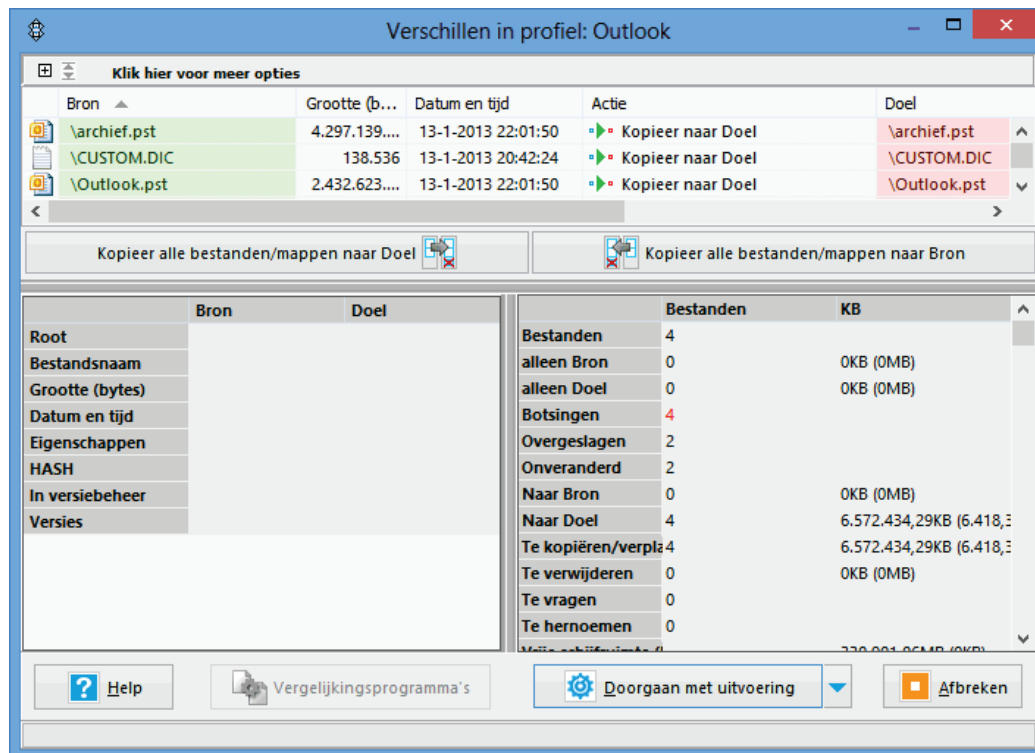 Verschillen in profiel: Outlook
Klik hier voor meer opties
Bron Grootte (b... Datum en tijd Actie Doel
\archief.pst 4.297.139.... 13-1-2013 22:01:50 Kopieer naar Doel \archief.pst
\CUSTOM.DIC 138.536 13-1-2013 20:42:24 Kopieer naar Doel \CUSTOM.DIC
\Outlook.pst 2.432.623.... 13-1-2013 22:01:50 Kopieer naar Doel \Outlook.pst
Kopieer alle bestanden/mappen naar Doel Kopieer alle bestanden/mappen naar Bron
Bron Doel
Root
Bestandsnaam
Grootte (bytes)
Datum en tijd
Eigenschappen
HASH
In versiebeheer
Versies
Bestanden KB
Bestanden 4
alleen Bron 0 0KB (0MB)
alleen Doel 0 0KB (0MB)
Botsingen 4
Overgeslagen 2
Onveranderd 2
Naar Bron 0 0KB (0MB)
Naar Doel 4 6.572.434,29KB (6.418,3
Te kopiëren/verpla 4 6.572.434,29KB (6.418,3
Te verwijderen 0 0KB (0MB)
Te vragen 0
Te hernoemen 0
Help Vergelijkingsprogramma's Doorgaan met uitvoering Afbreken